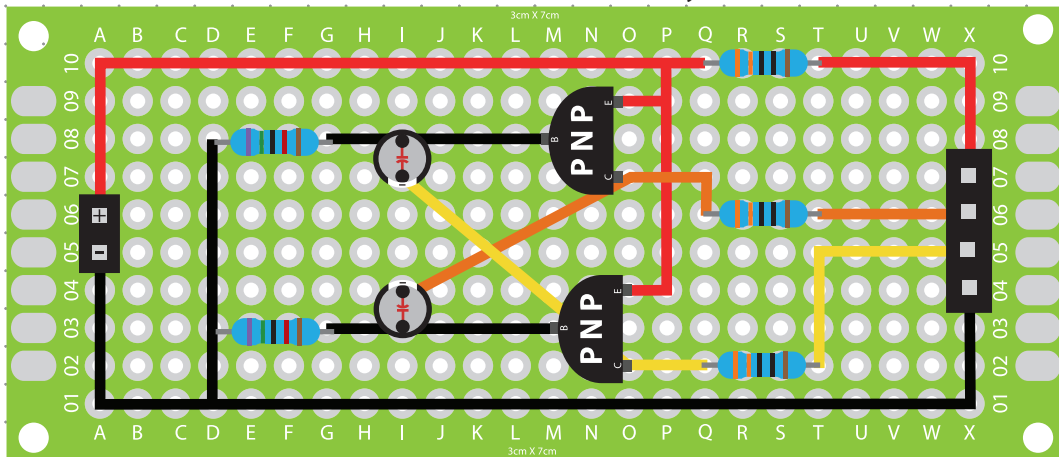 3cm X 7cm
A B C D E F G H I J K L M N O P Q R S T U V W X
10 10
09 E 09
08 B PNP 08
07 C 07
06 + 06
05 - 05
04 E 04
03 B PNP 03
02 C 02
01 01
A B C D E F G H I J K L M N O P Q R S T U V W X
3cm X 7cm